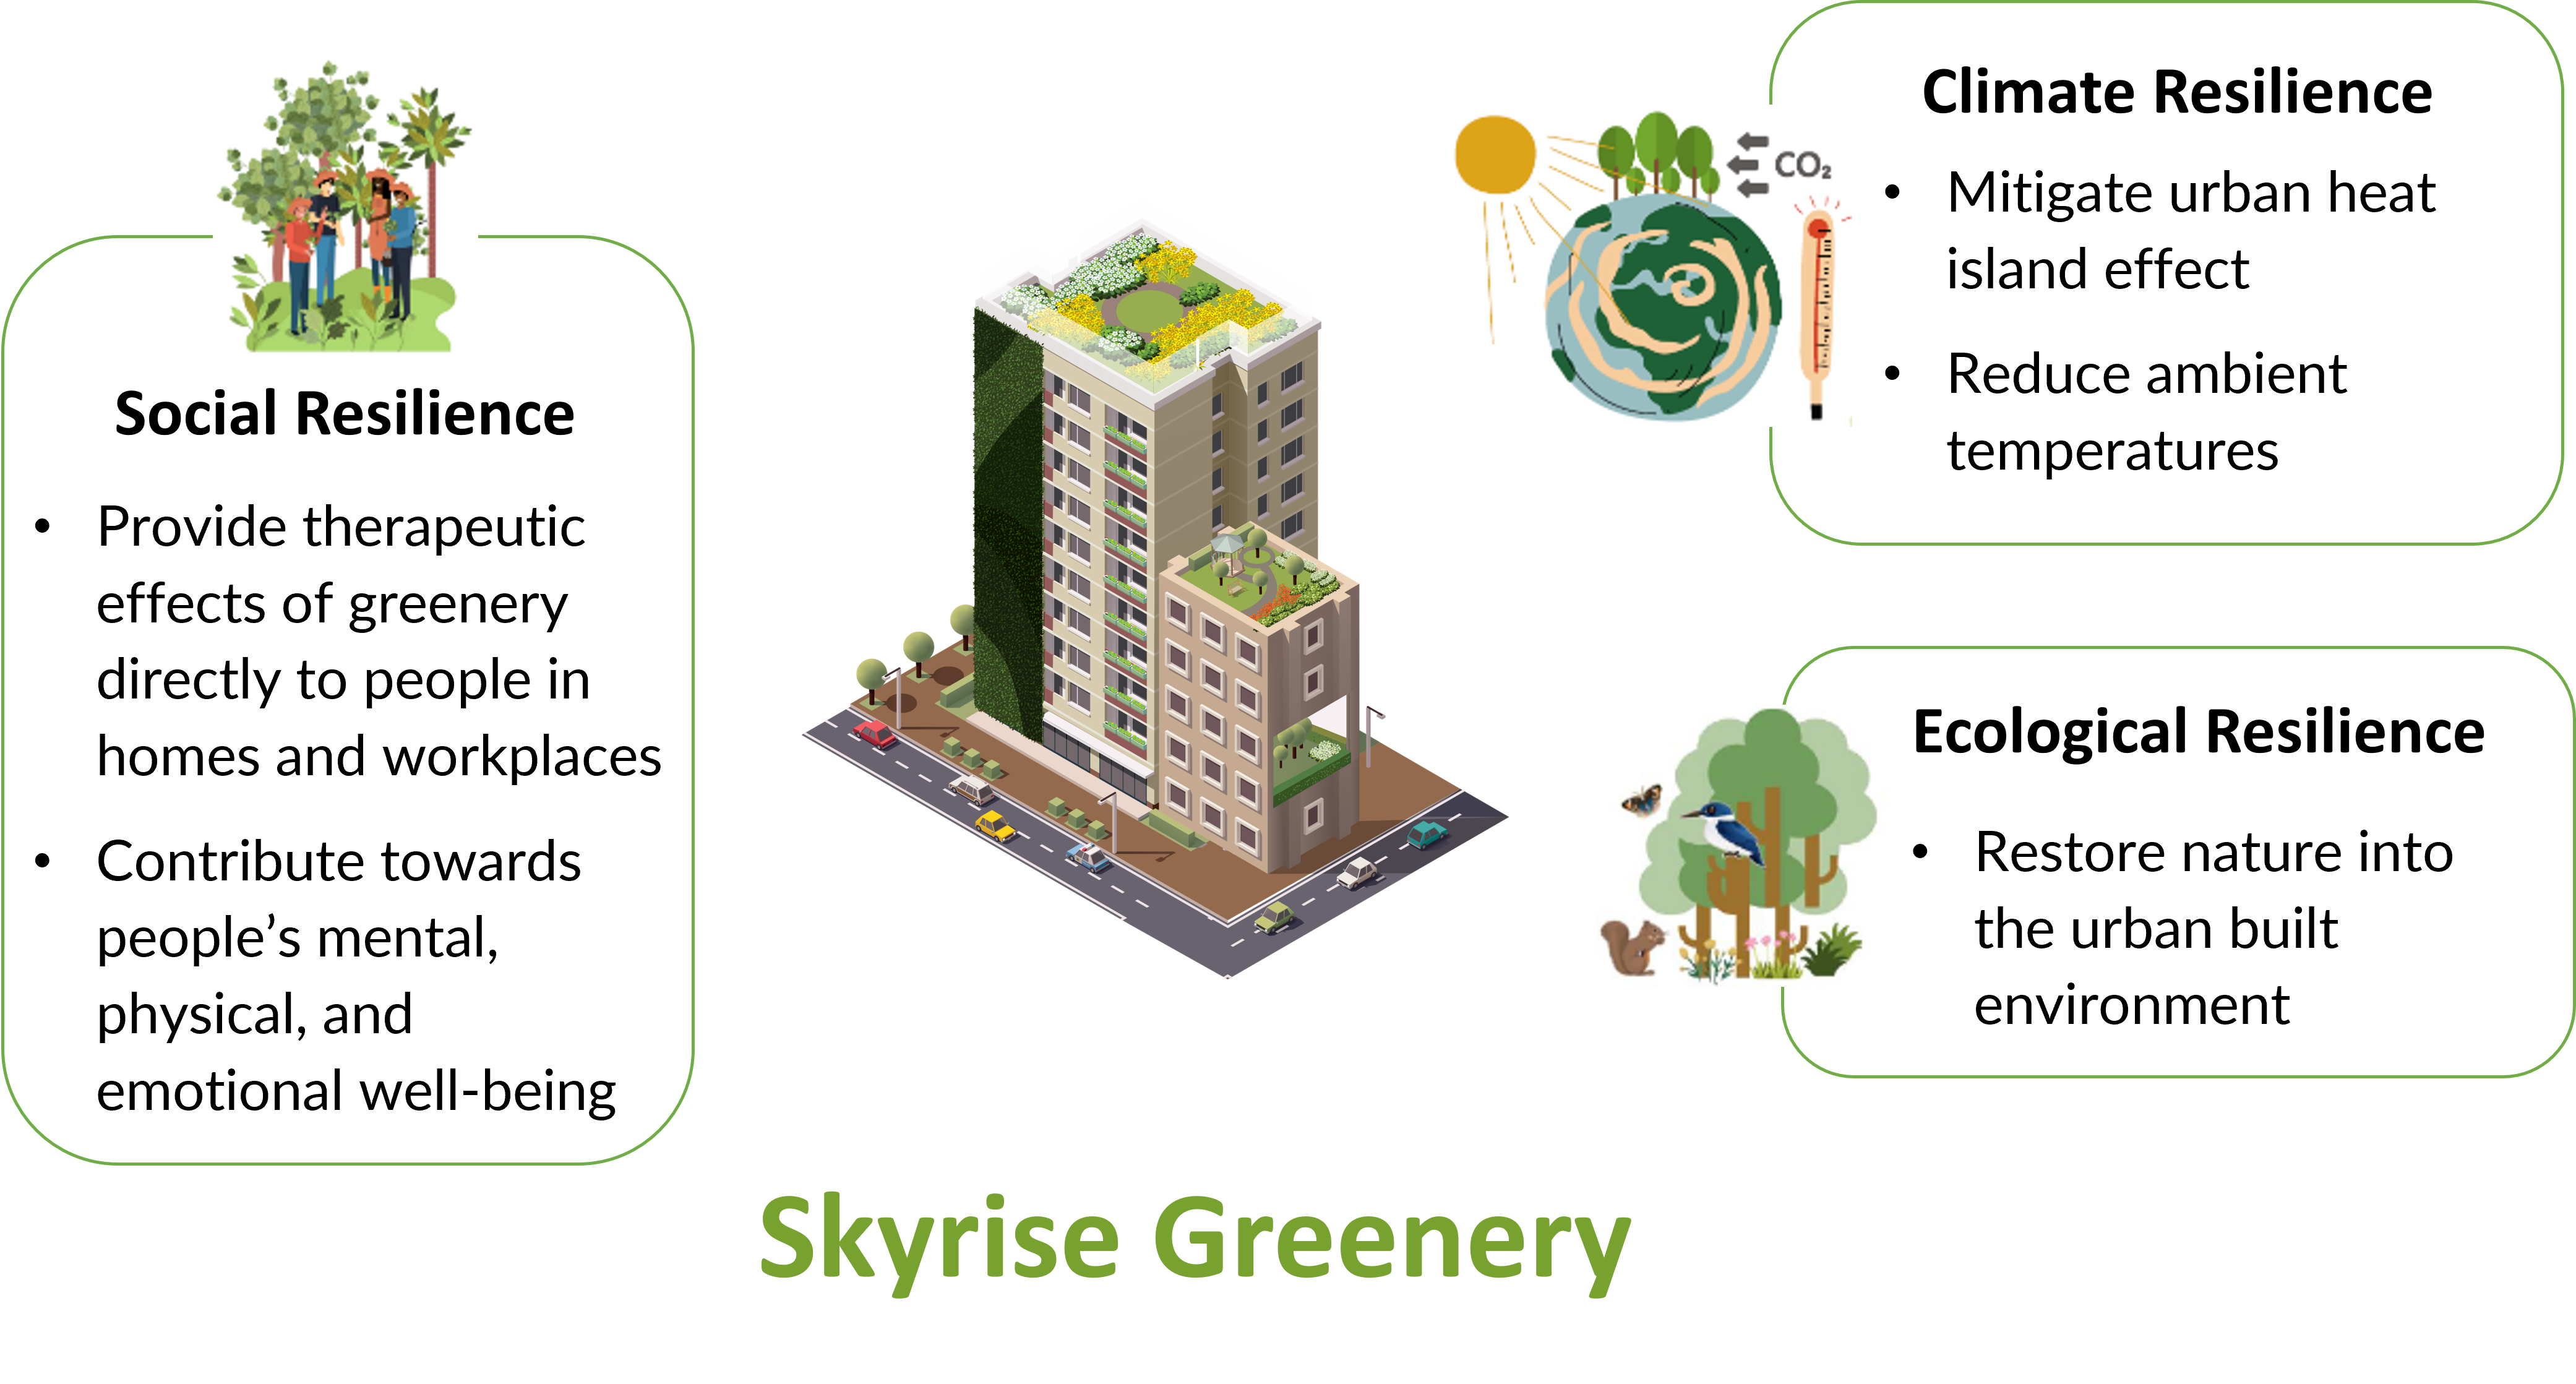 Social Resilience
• Provide therapeutic
effects of greenery
directly to people in
homes and workplaces
• Contribute towards
people’s mental,
physical, and
emotional well-being
Climate Resilience
• Mitigate urban heat
island effect
• Reduce ambient
temperatures
CO₂
Ecological Resilience
• Restore nature into
the urban built
environment
Skyrise Greenery